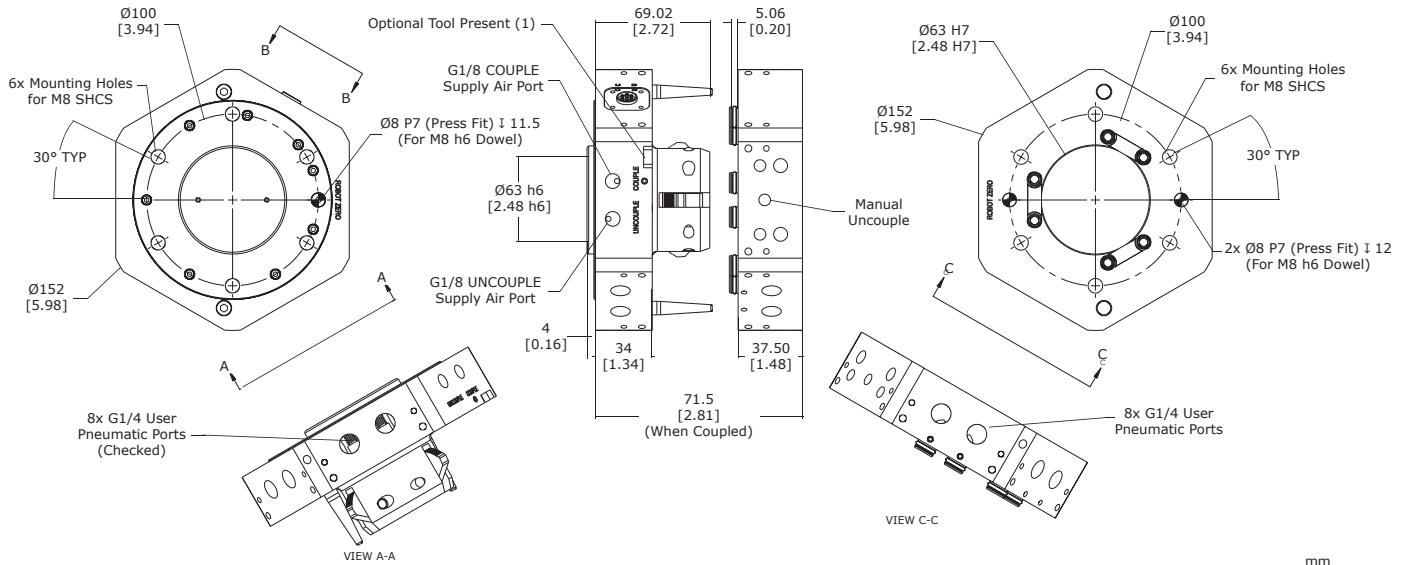 Ø100
[3.94]
B
B
6x Mounting Holes
for M8 SHCS
30° TYP
Ø8 P7 (Press Fit) ↧ 11.5
(For M8 h6 Dowel)
ROBOT ZERO
Ø152
[5.98]
A
A
8x G1/4 User
Pneumatic Ports
(Checked)
VIEW A-A
Optional Tool Present (1)
G1/8 COUPLE
Supply Air Port
Ø63 h6
[2.48 h6]
G1/8 UNCOUPLE
Supply Air Port
UNCOUPLE COUPLE
69.02
[2.72]
5.06
[0.20]
4
[0.16]
34
[1.34]
37.50
[1.48]
71.5
[2.81]
(When Coupled)
Manual
Uncouple
Ø63 H7
[2.48 H7]
Ø100
[3.94]
6x Mounting Holes
for M8 SHCS
Ø152
[5.98]
30° TYP
ROBOT ZERO
2x Ø8 P7 (Press Fit) ↧ 12
(For M8 h6 Dowel)
C
C
8x G1/4 User
Pneumatic Ports
VIEW C-C
mm